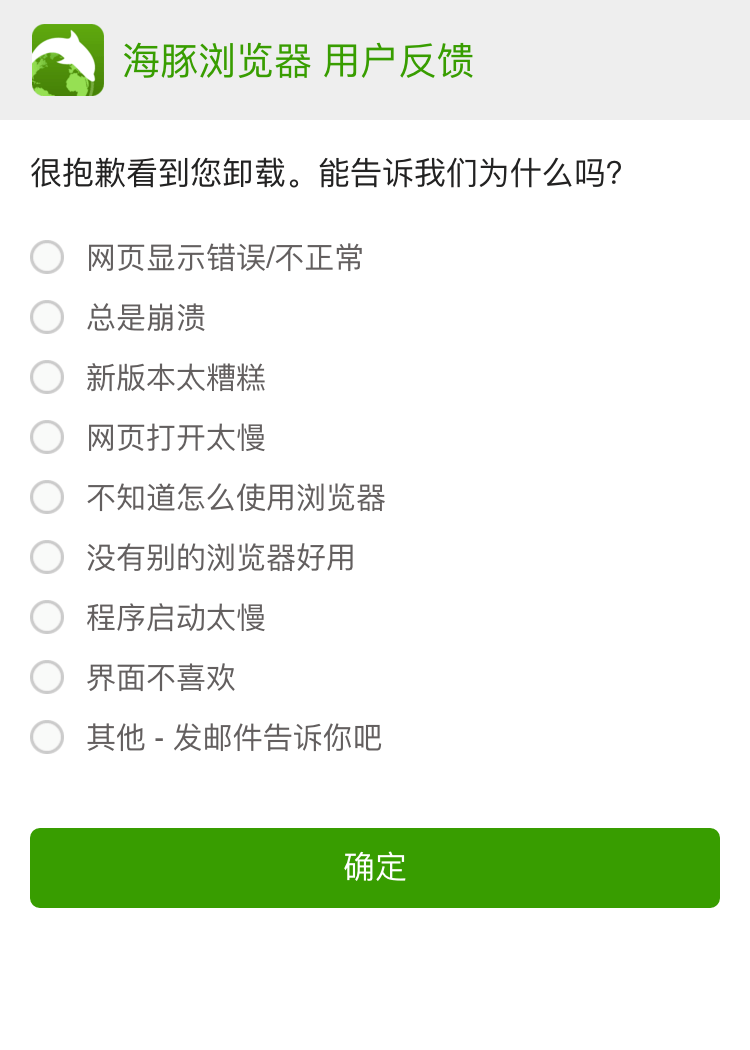 海豚浏览器 用户反馈
很抱歉看到您卸载。能告诉我们为什么吗?
网页显示错误/不正常
总是崩溃
新版本太糟糕
网页打开太慢
不知道怎么使用浏览器
没有别的浏览器好用
程序启动太慢
界面不喜欢
其他 - 发邮件告诉你吧
确定